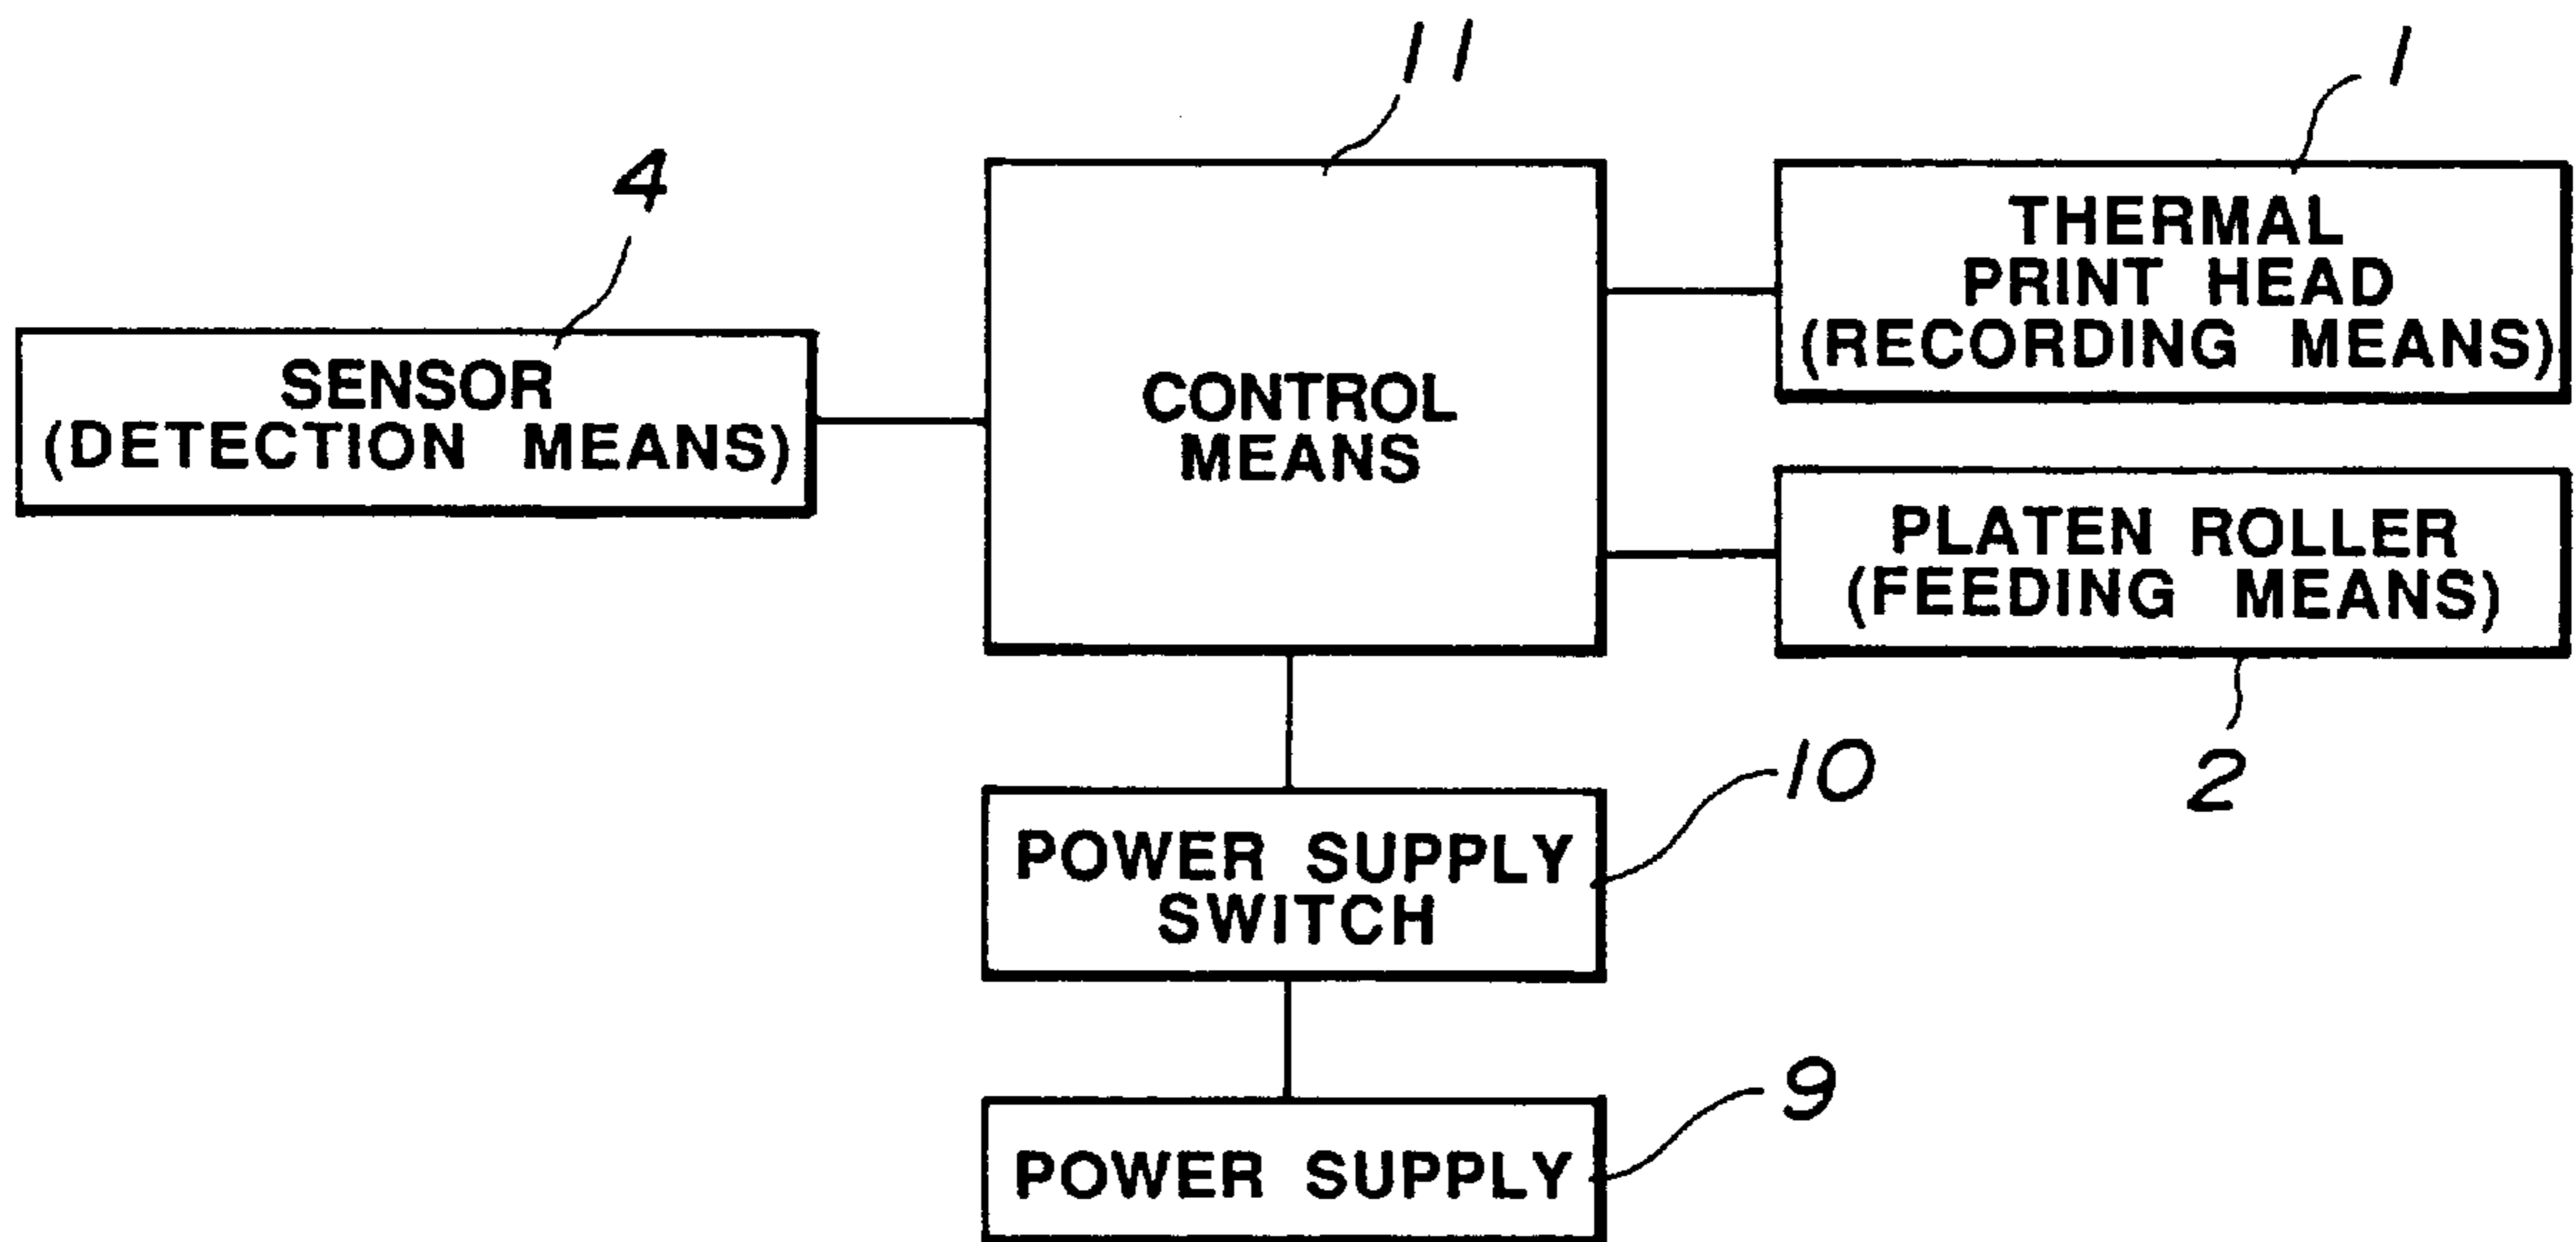 11
1
4
THERMAL
PRINT HEAD
(RECORDING MEANS)
SENSOR
(DETECTION MEANS)
CONTROL
MEANS
PLATEN ROLLER
(FEEDING MEANS)
2
10
POWER SUPPLY
SWITCH
9
POWER SUPPLY